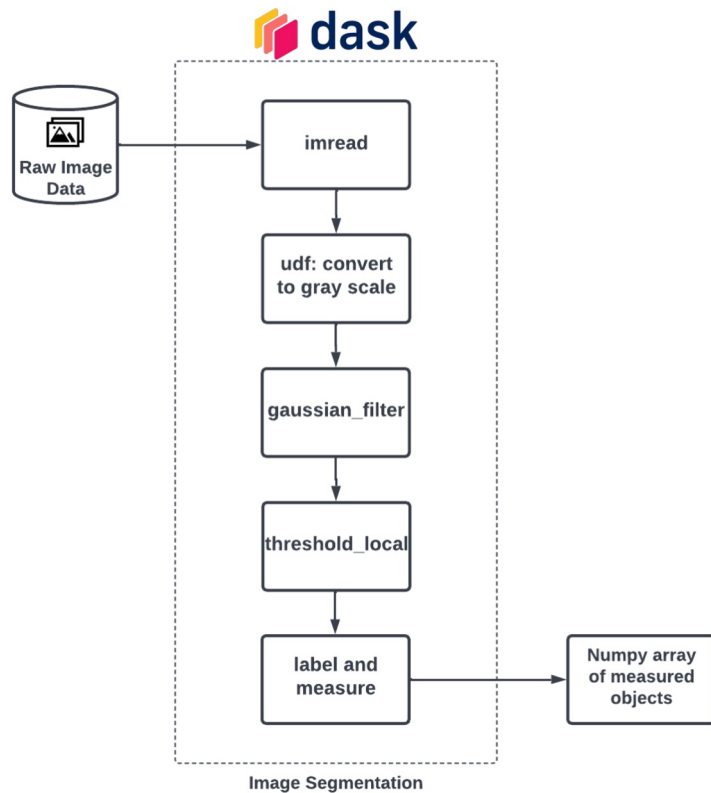 dask
Raw Image
Data
imread
udf: convert
to gray scale
gaussian_filter
threshold_local
label and
measure
Numpy array
of measured
objects
Image Segmentation